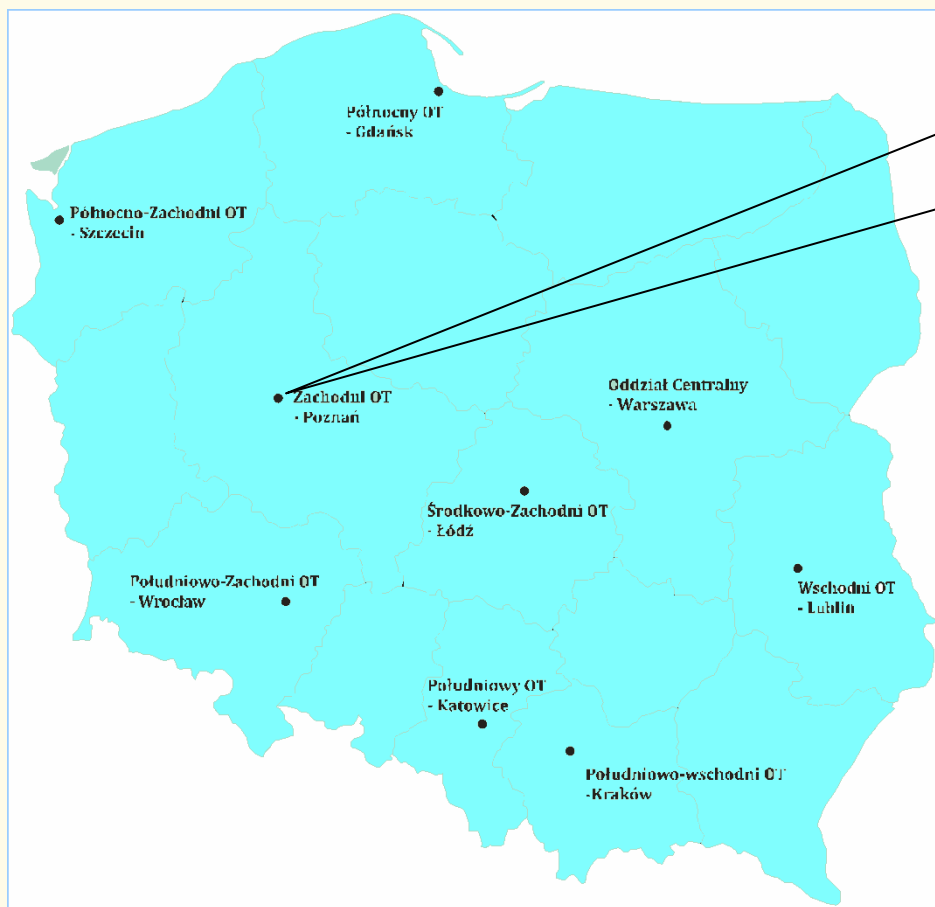 Północny OT
- Gdańsk
Północno-Zachodni OT
- Szczecin
Zachodni OT
- Poznań
Oddział Centralny
- Warszawa
Środkowo-Zachodni OT
- Łódź
Południowo-Zachodni OT
- Wrocław
Wschodni OT
- Lublin
Południowy OT
- Katowice
Południowo-wschodni OT
-Kraków